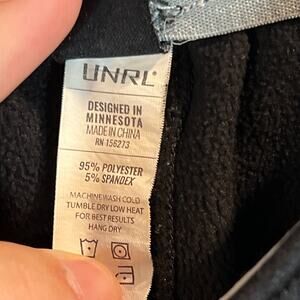 UNRL
DESIGNED IN
MINNESOTA
MADE IN CHINA
RN 156273
95% POLYESTER
5% SPANDEX
MACHINE WASH COLD
TUMBLE DRY LOW HEAT
FOR BEST RESULTS
HANG DRY